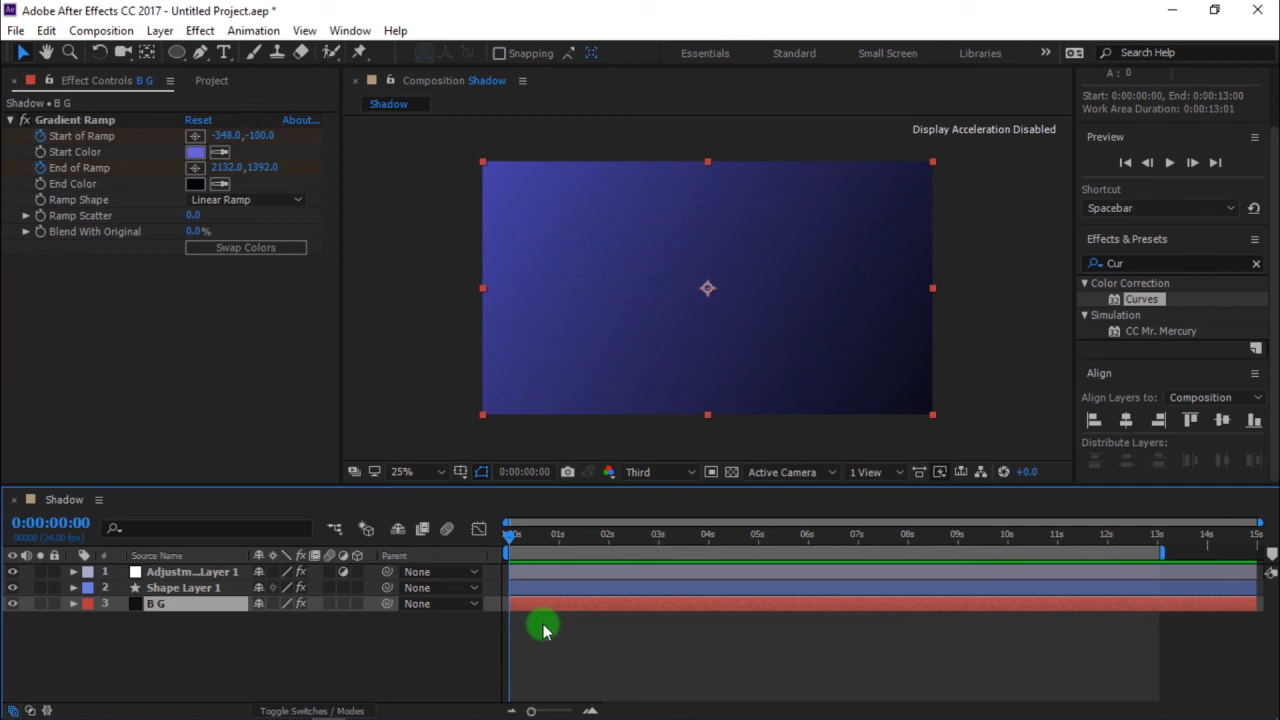 Ae Adobe After Effects CC 2017 - Untitled Project.aep *
File Edit Composition Layer Effect Animation View Window Help
Snapping Essentials Standard Small Screen Libraries Search Help
Effect Controls B G Project
Shadow • B G
fx Gradient Ramp Reset About...
Start of Ramp -348.0,-100.0
Start Color
End of Ramp 2132.0,1392.0
End Color
Ramp Shape Linear Ramp
Ramp Scatter 0.0
Blend With Original 0.0%
Swap Colors
Composition Shadow
Shadow
Display Acceleration Disabled
25% 0:00:00:00 Third Active Camera 1 View +0.0
A: 0
Start: 0:00:00:00, End: 0:00:13:00
Work Area Duration: 0:00:13:01
Preview
Shortcut
Spacebar
Effects & Presets
Cur
Color Correction
32 Curves
Simulation
32 CC Mr. Mercury
Align
Align Layers to: Composition
Distribute Layers:
Shadow
0:00:00:00
00000 (24.00 fps)
01s 02s 03s 04s 05s 06s 07s 08s 09s 10s 11s 12s 13s 14s 15s
# Source Name fx Parent
1 Adjustm...Layer 1 fx None
2 Shape Layer 1 fx None
3 B G fx None
Toggle Switches / Modes